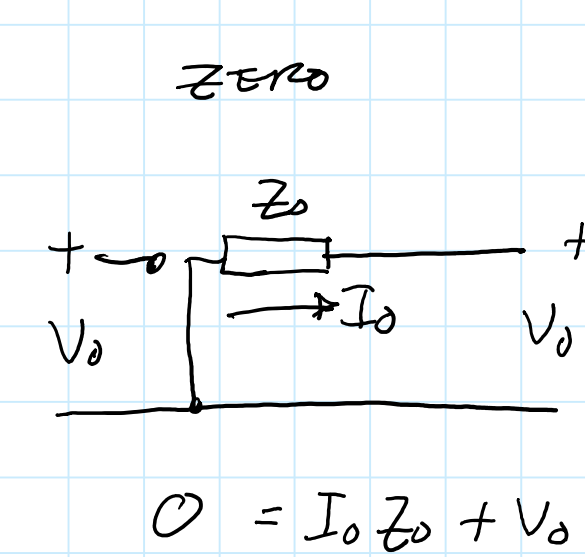 ZERO
Z₀
+ +
I₀
V₀ V₀
0 = I₀ Z₀ + V₀